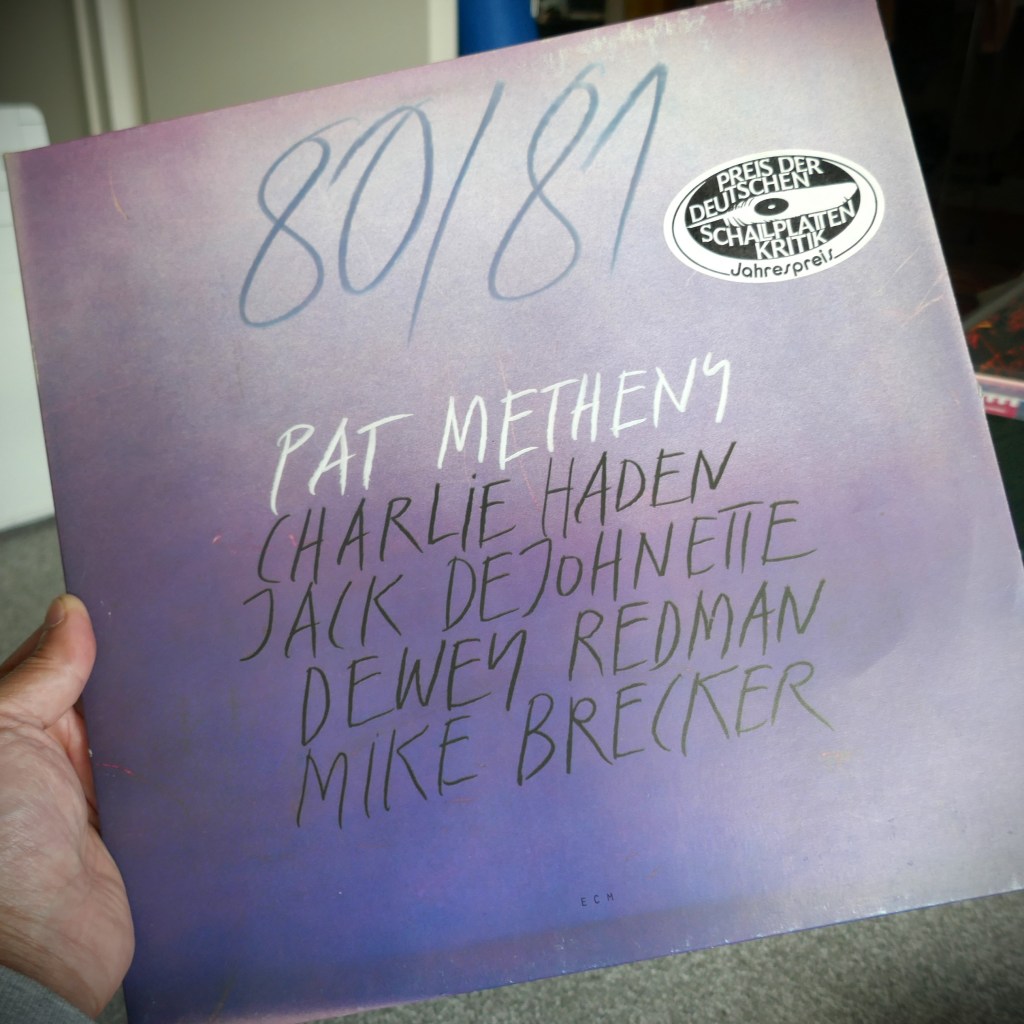 80/81
PREIS DER
DEUTSCHEN
SCHALLPLATTEN
KRITIK
Jahrespreis
PAT METHENY
CHARLIE HADEN
JACK DEJOHNETTE
DEWEY REDMAN
MIKE BRECKER
ECM